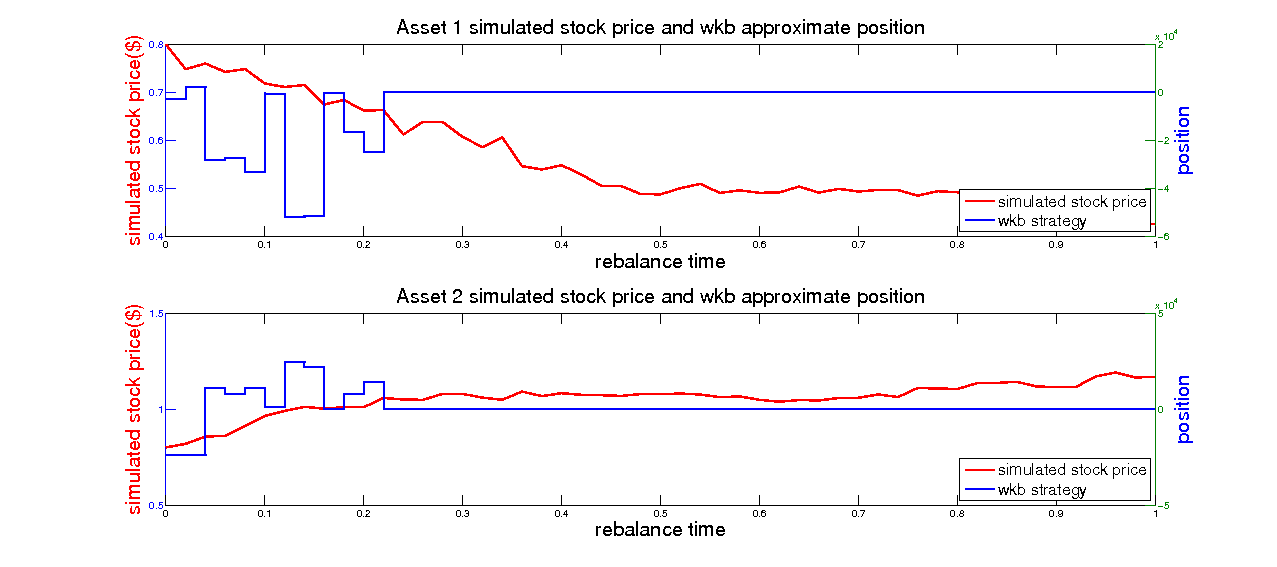 Asset 1 simulated stock price and wkb approximate position
simulated stock price($)
0.8
0.7
0.6
0.5
0.4
x 10^4
2
0
−2
−4
−6
position
simulated stock price
wkb strategy
0 0.1 0.2 0.3 0.4 0.5 0.6 0.7 0.8 0.9 1
rebalance time
Asset 2 simulated stock price and wkb approximate position
simulated stock price($)
1.5
1
0.5
x 10^4
5
0
−5
position
simulated stock price
wkb strategy
0 0.1 0.2 0.3 0.4 0.5 0.6 0.7 0.8 0.9 1
rebalance time